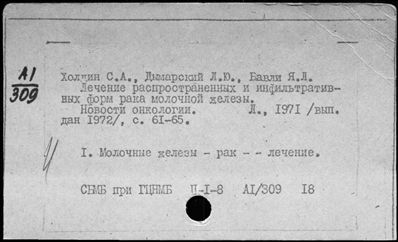 А1
309
Холдин С.А., Дымарский Л.Ю., Бавли Я.Л.
Лечение распространенных и инфильтратив-
ных форм рака молочной железы.
Новости онкологии. Л., 1971 /вып.
дан 1972/, с. 61-65.
I. Молочные железы - рак - - лечение.
СБМБ при ГЦНМБ II-I-8 А1/309 18